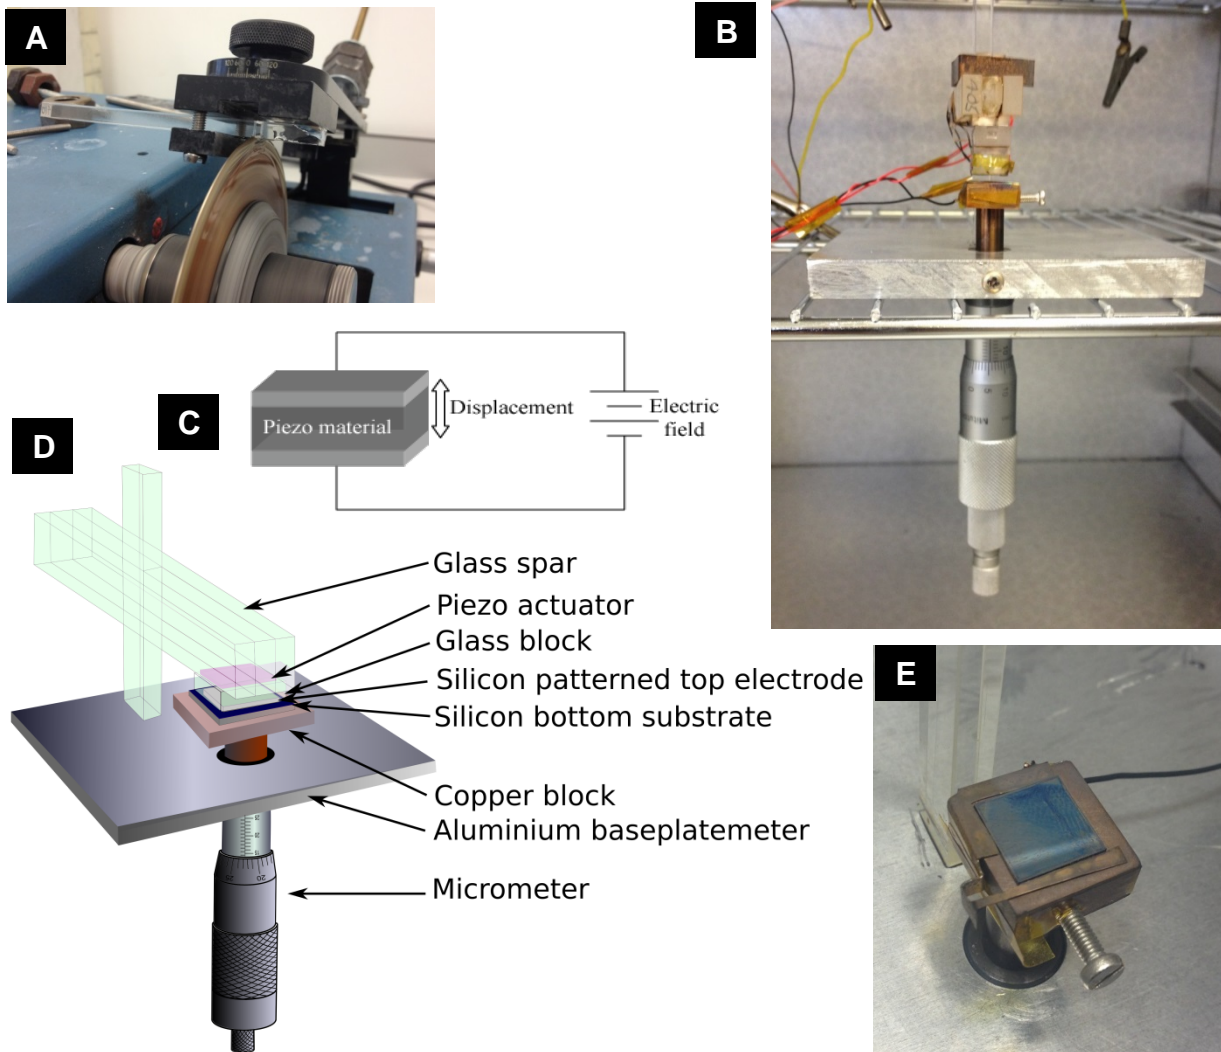 A
B
C
Displacement
Piezo material
Electric
field
D
Glass spar
Piezo actuator
Glass block
Silicon patterned top electrode
Silicon bottom substrate
Copper block
Aluminium baseplatemeter
Micrometer
E